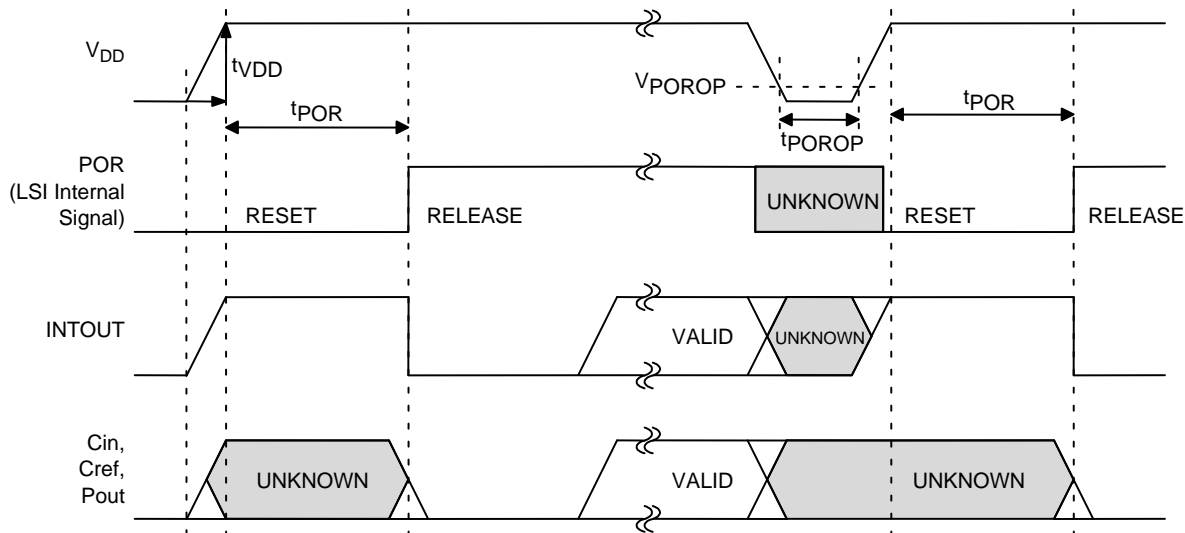 VDD
tVDD
VPOROP
tPOR
tPOR
tPOROP
POR
(LSI Internal
Signal)
RESET
RELEASE
UNKNOWN
RESET
RELEASE
INTOUT
VALID
UNKNOWN
Cin,
Cref,
Pout
UNKNOWN
VALID
UNKNOWN